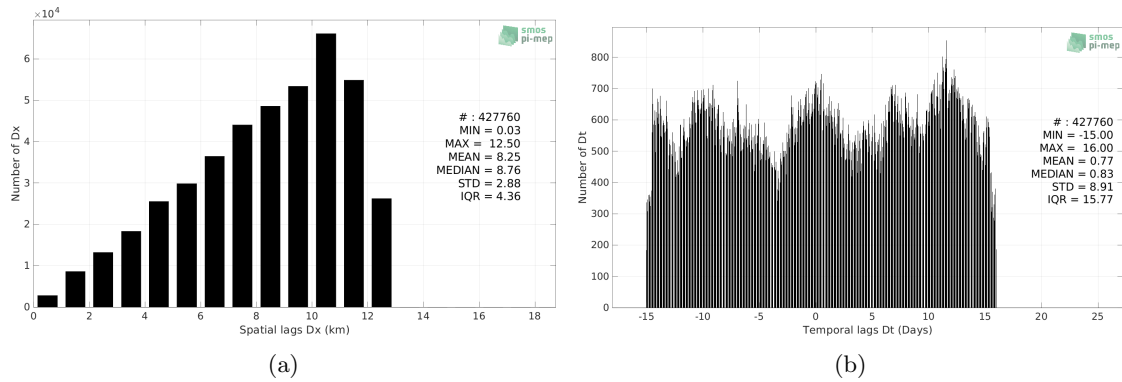 ×10⁴
smos
pi-mep
6
5
4
3
2
1
0
Number of Dx
# : 427760
MIN = 0.03
MAX = 12.50
MEAN = 8.25
MEDIAN = 8.76
STD = 2.88
IQR = 4.36
0 2 4 6 8 10 12 14 16 18
Spatial lags Dx (km)
(a)
smos
pi-mep
800
700
600
500
400
300
200
100
0
Number of Dt
# : 427760
MIN = -15.00
MAX = 16.00
MEAN = 0.77
MEDIAN = 0.83
STD = 8.91
IQR = 15.77
-15 -10 -5 0 5 10 15 20 25
Temporal lags Dt (Days)
(b)